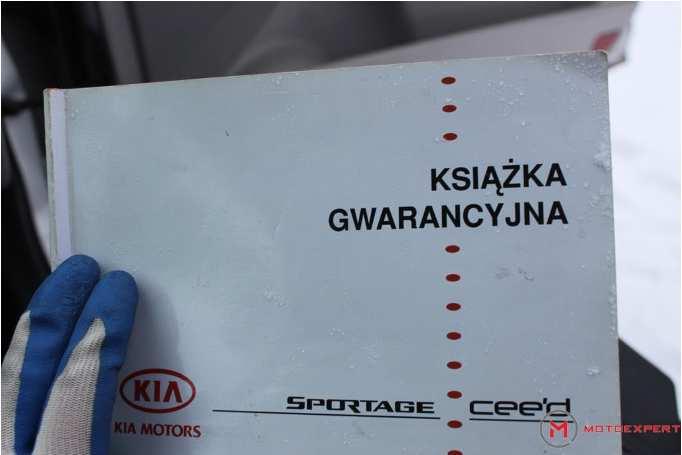 KSIĄŻKA
GWARANCYJNA
KIA
KIA MOTORS
SPORTAGE cee'd
M MOTOEXPERT